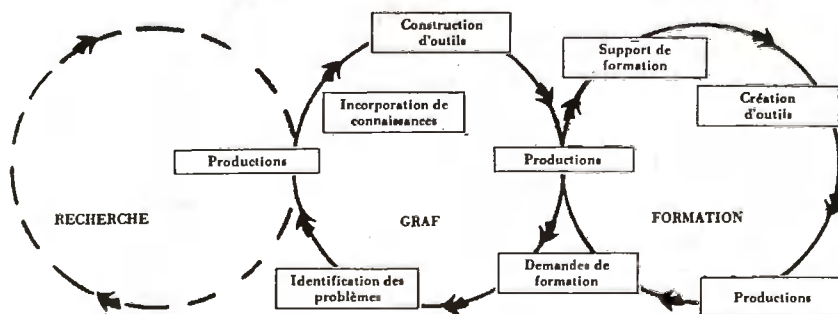 Construction
d'outils
Support de
formation
Incorporation de
connaissances
Création
d'outils
Productions
Productions
RECHERCHE
GRAF
FORMATION
Identification des
problèmes
Demandes de
formation
Productions